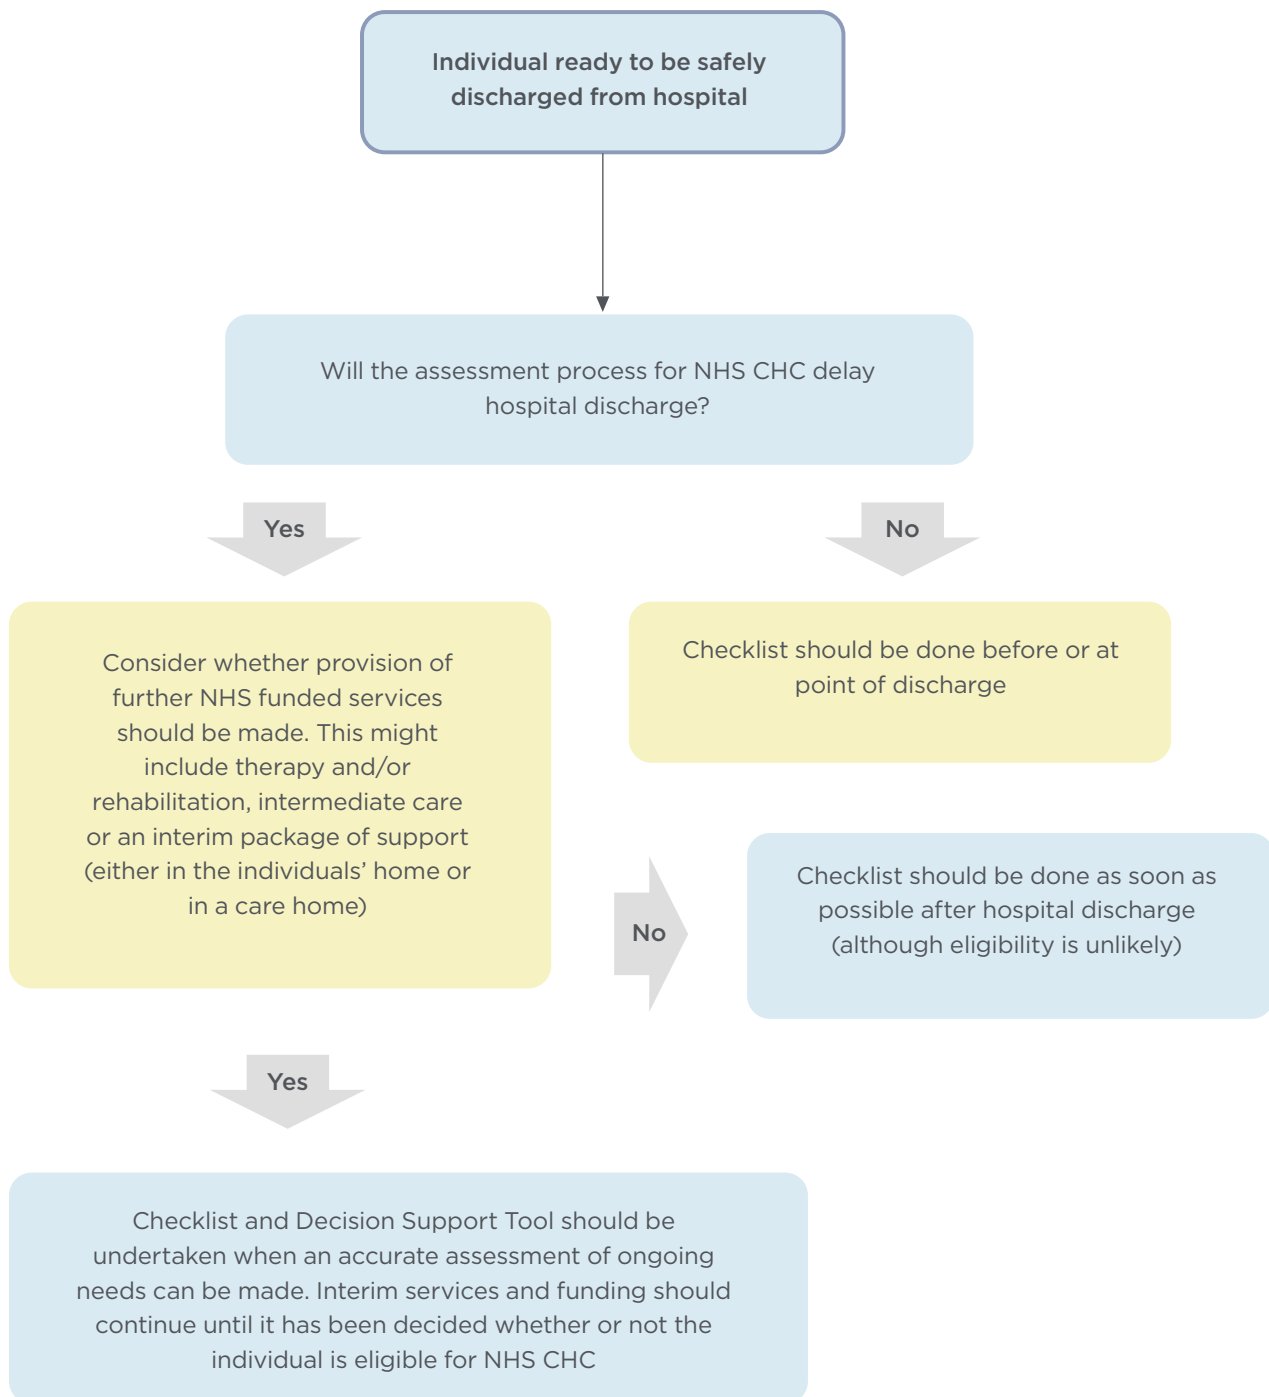 Individual ready to be safely
discharged from hospital
Will the assessment process for NHS CHC delay
hospital discharge?
Yes
No
Consider whether provision of
further NHS funded services
should be made. This might
include therapy and/or
rehabilitation, intermediate care
or an interim package of support
(either in the individuals’ home or
in a care home)
Checklist should be done before or at
point of discharge
No
Checklist should be done as soon as
possible after hospital discharge
(although eligibility is unlikely)
Yes
Checklist and Decision Support Tool should be
undertaken when an accurate assessment of ongoing
needs can be made. Interim services and funding should
continue until it has been decided whether or not the
individual is eligible for NHS CHC